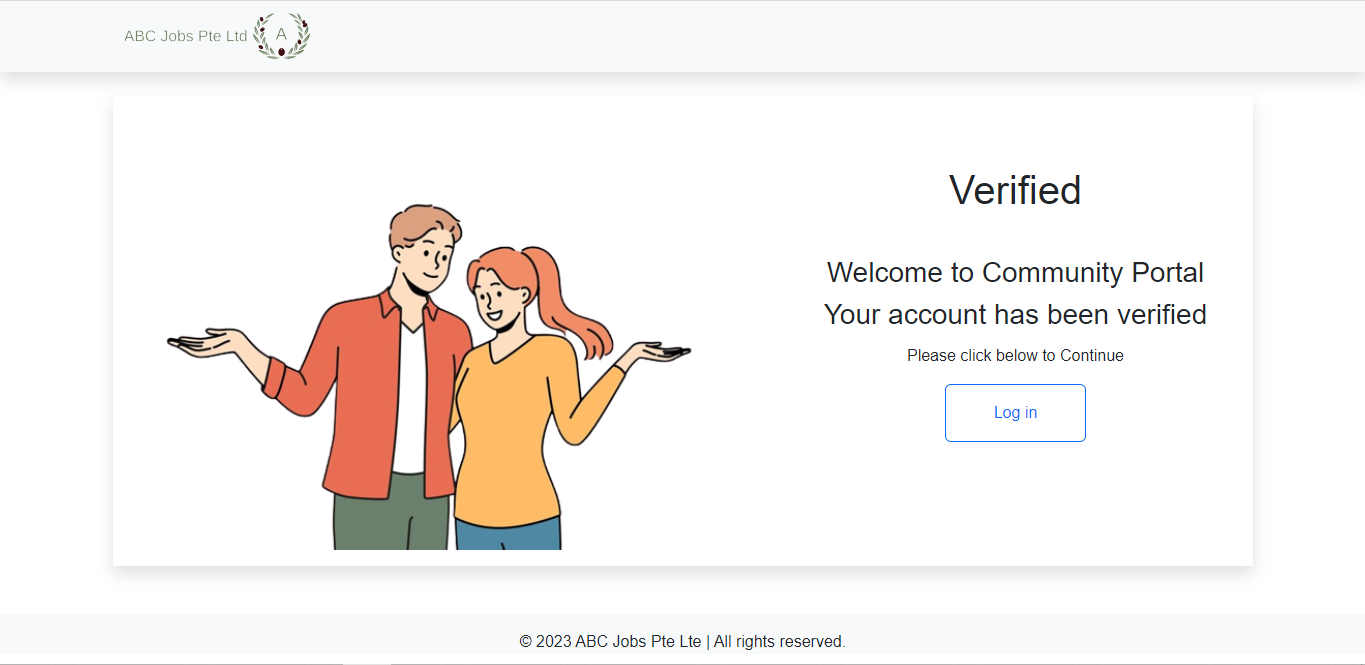 ABC Jobs Pte Ltd A
Verified
Welcome to Community Portal
Your account has been verified
Please click below to Continue
Log in
© 2023 ABC Jobs Pte Lte | All rights reserved.